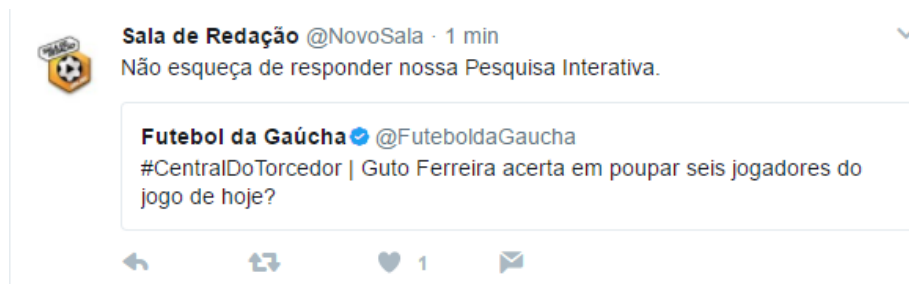 Sala de Redação @NovoSala · 1 min
Não esqueça de responder nossa Pesquisa Interativa.
Futebol da Gaúcha @FuteboldaGaucha
#CentralDoTorcedor | Guto Ferreira acerta em poupar seis jogadores do
jogo de hoje?
1